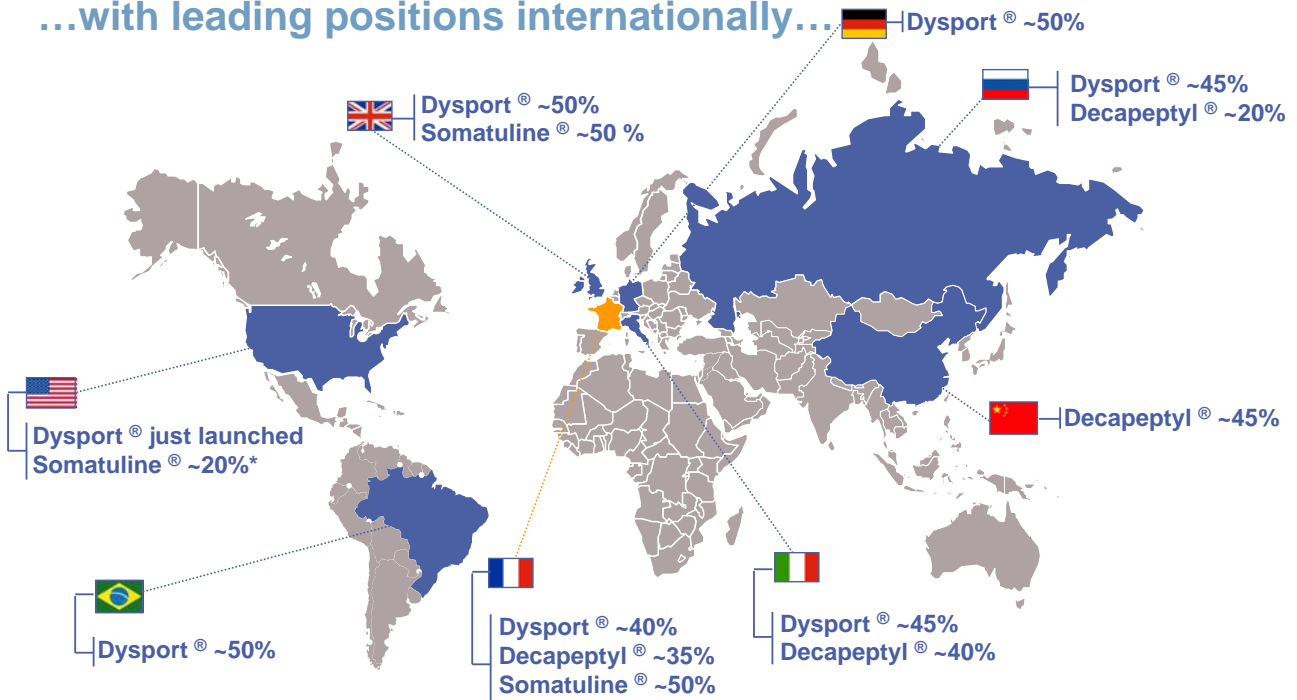 …with leading positions internationally…
Dysport ® ~50%
Dysport ® ~45%
Decapeptyl ® ~20%
Dysport ® ~50%
Somatuline ® ~50 %
Dysport ® just launched
Somatuline ® ~20%*
Decapeptyl ® ~45%
Dysport ® ~50%
Dysport ® ~40%
Decapeptyl ® ~35%
Somatuline ® ~50%
Dysport ® ~45%
Decapeptyl ® ~40%